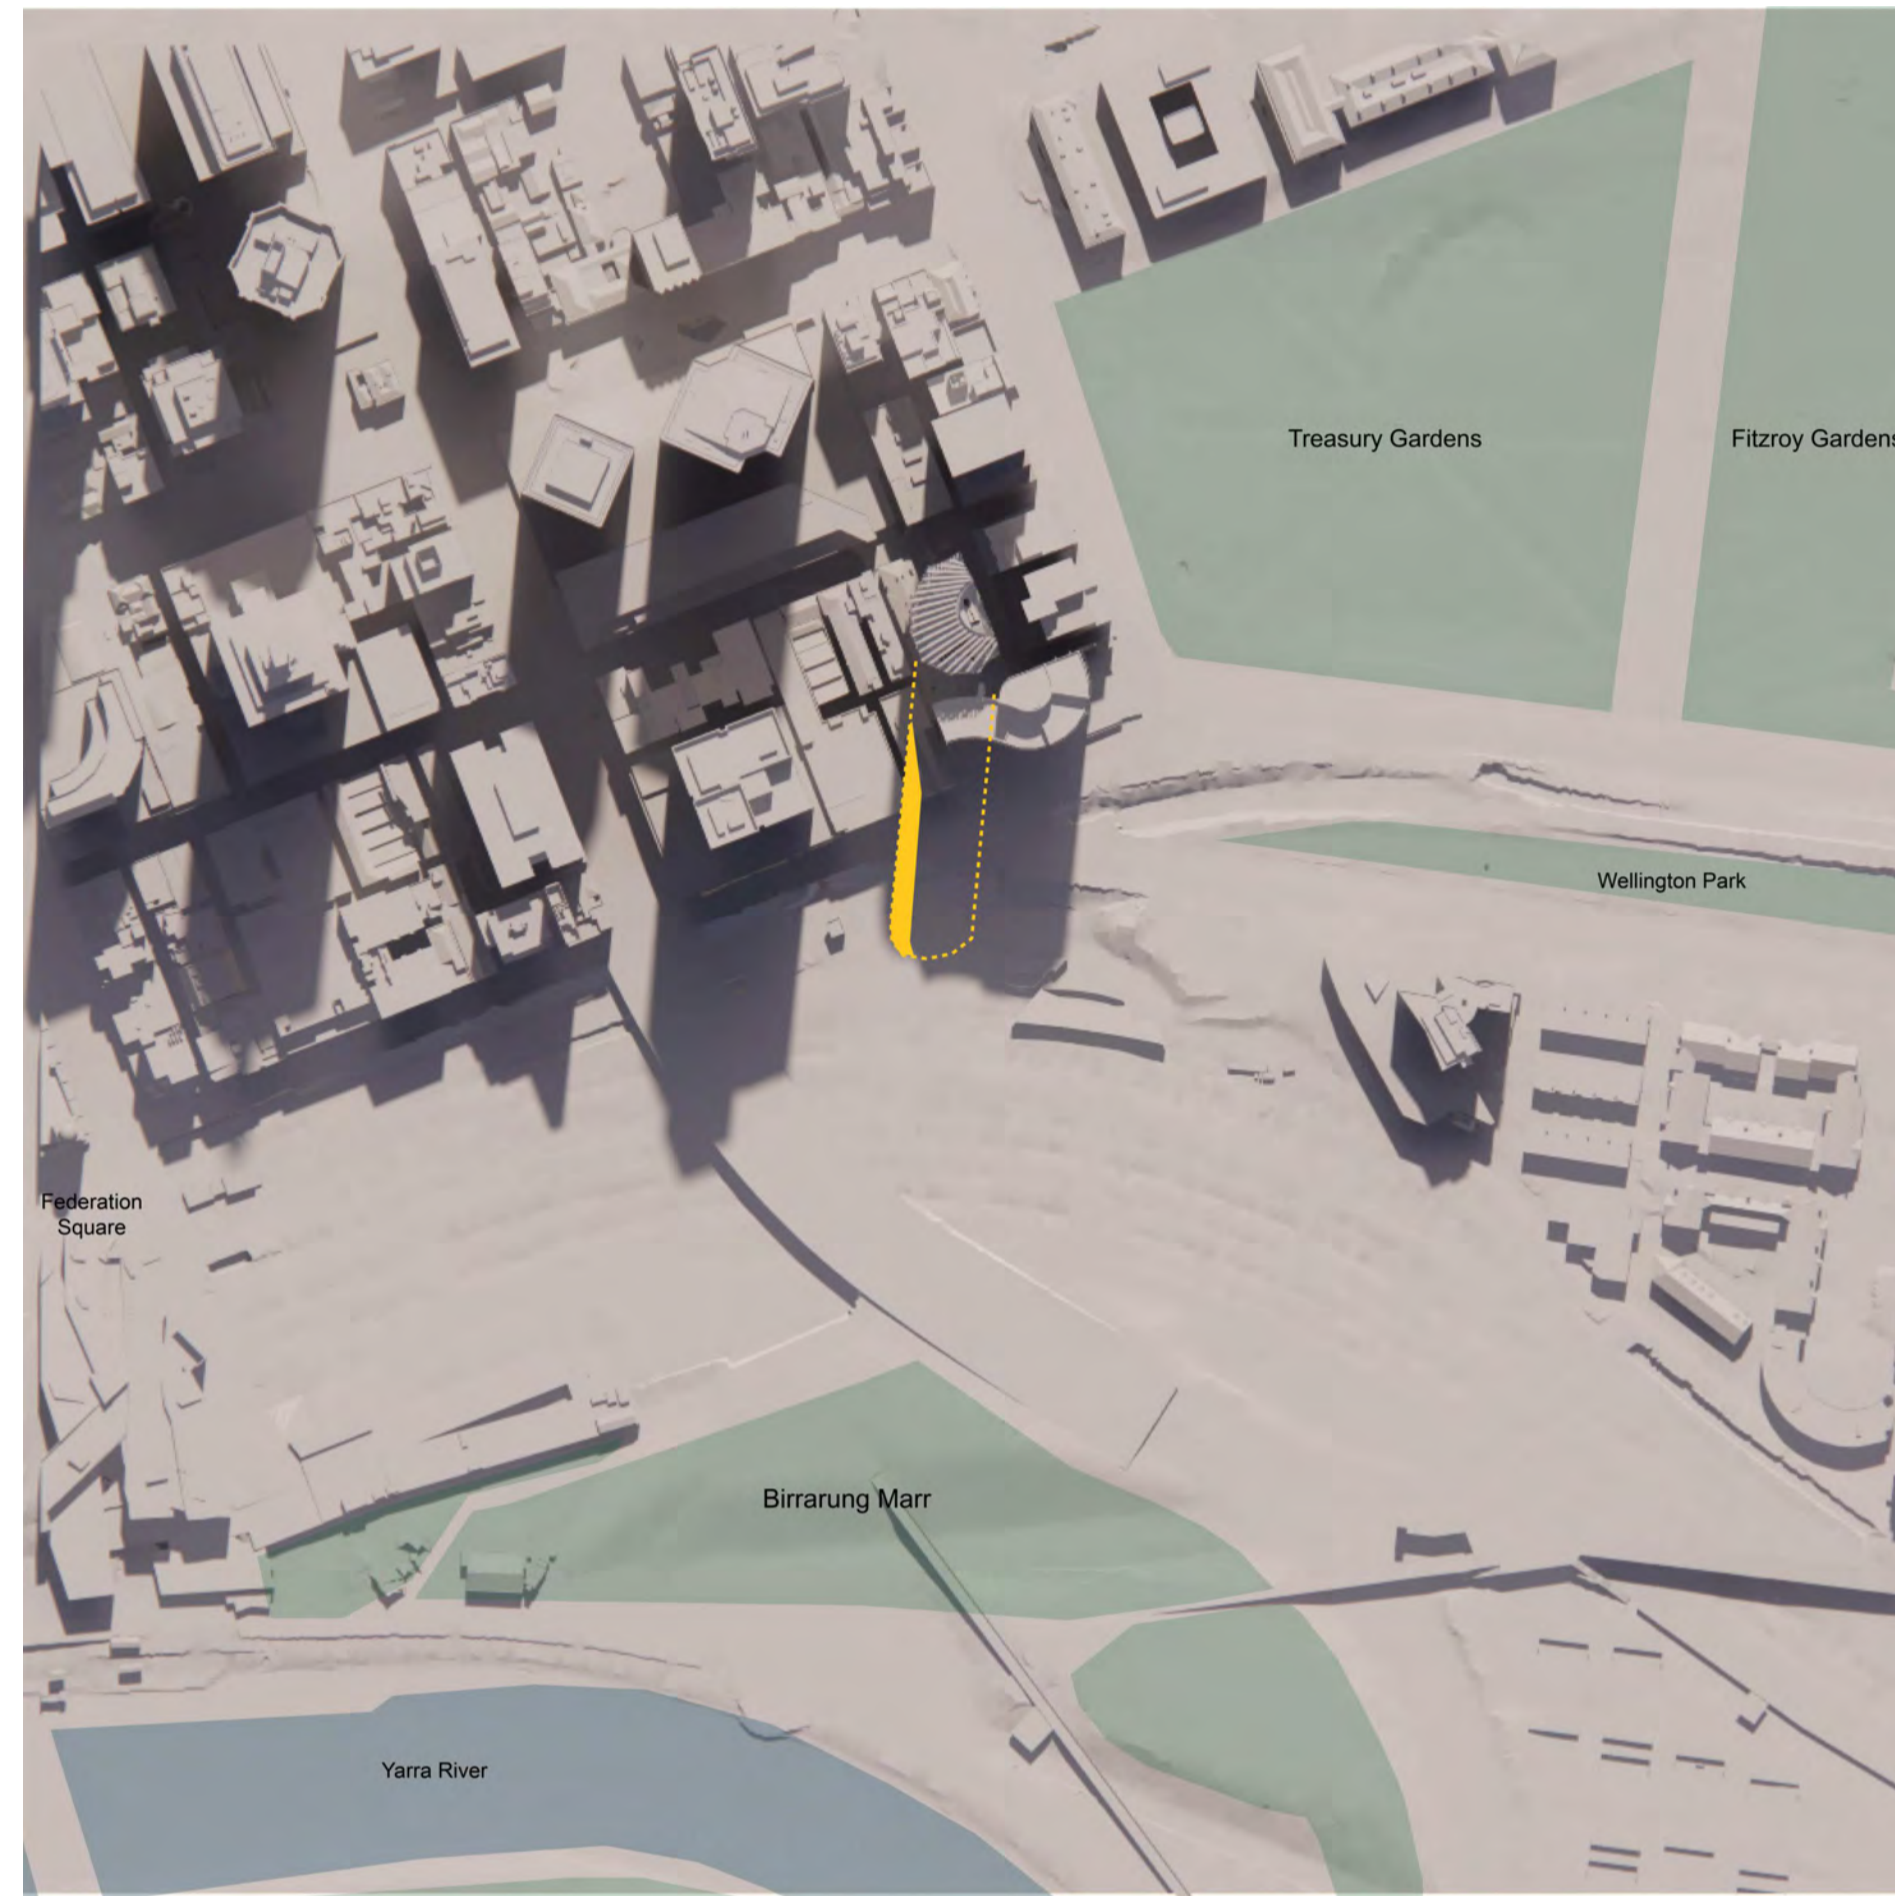 Treasury Gardens
Fitzroy Gardens
Wellington Park
Federation
Square
Birrarung Marr
Yarra River